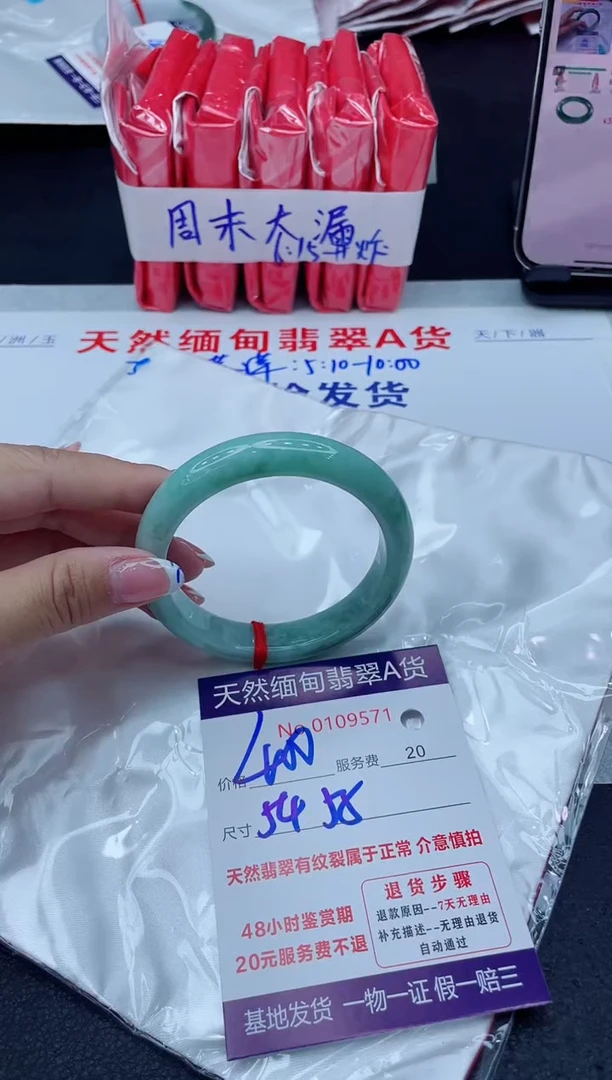 周末大漏
天然缅甸翡翠A货
:5:10-10:00
发货
天然缅甸翡翠A货
No.0109571
价格
服务费 20
尺寸 54 58
天然翡翠有纹裂属于正常 介意慎拍
48小时鉴赏期
20元服务费不退
退货步骤
退款原因--7天无理由
补充描述--无理由退货
自动通过
基地发货 一物一证 假一赔三